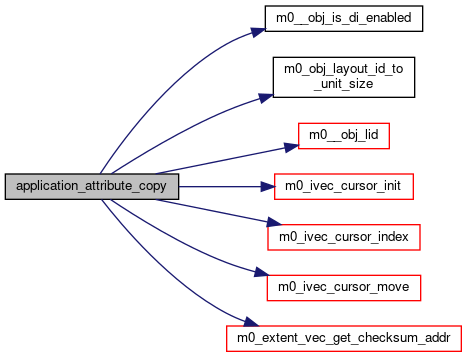 m0__obj_is_di_enabled
m0_obj_layout_id_to
_unit_size
m0__obj_lid
application_attribute_copy
m0_ivec_cursor_init
m0_ivec_cursor_index
m0_ivec_cursor_move
m0_extent_vec_get_checksum_addr